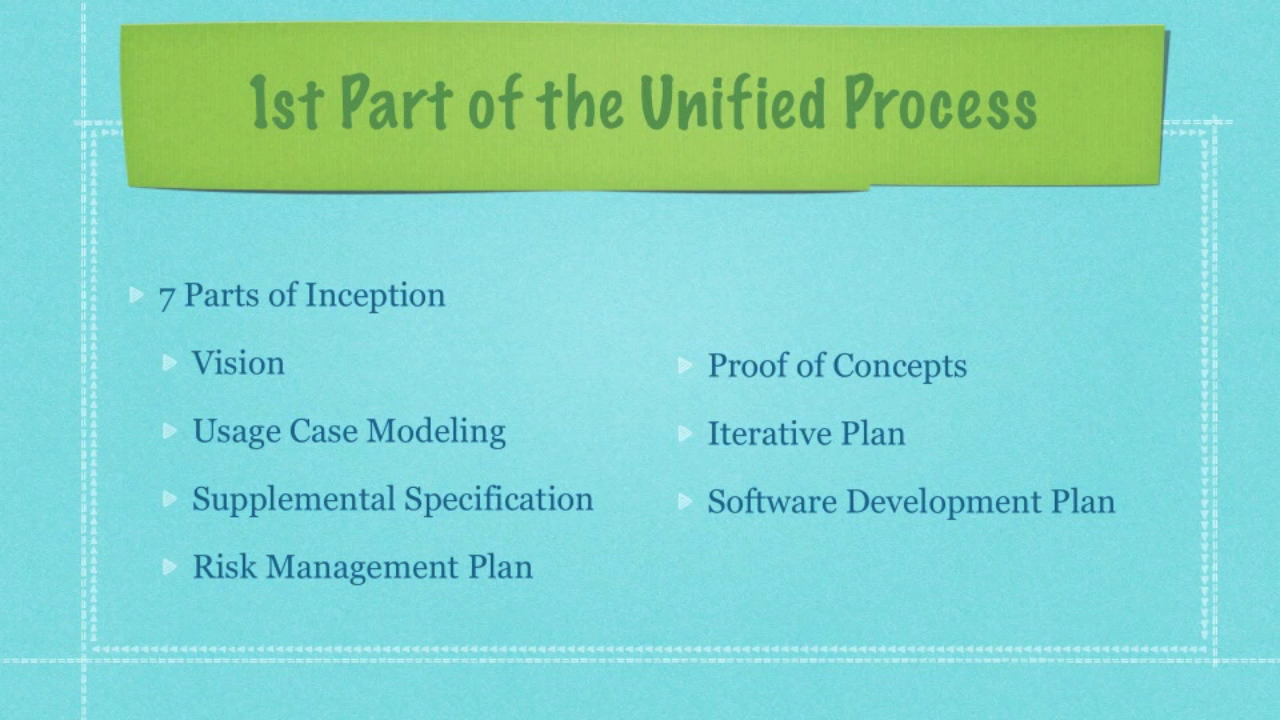 1st Part of the Unified Process
7 Parts of Inception
Vision
Usage Case Modeling
Supplemental Specification
Risk Management Plan
Proof of Concepts
Iterative Plan
Software Development Plan